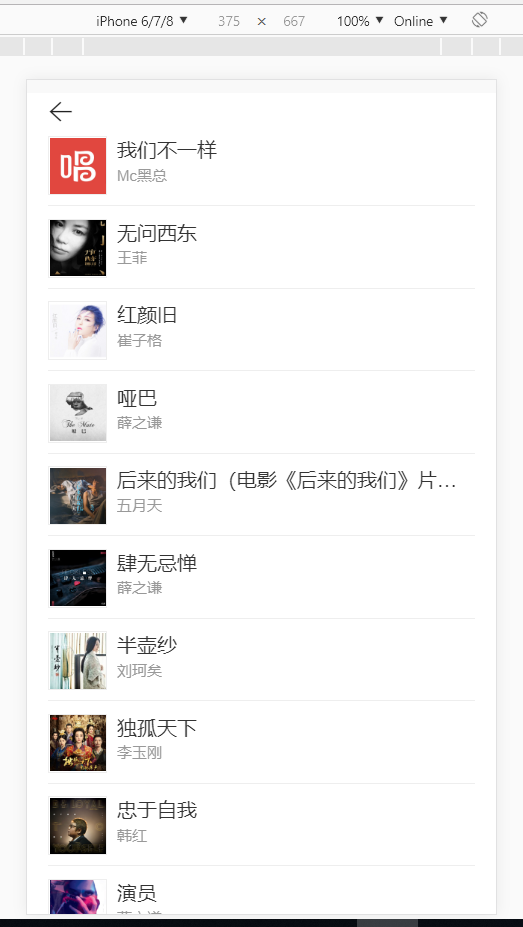 iPhone 6/7/8 ▼ 375 × 667 100% ▼ Online ▼
我们不一样
Mc黑总
无问西东
王菲
红颜旧
崔子格
哑巴
薛之谦
后来的我们（电影《后来的我们》片…
五月天
肆无忌惮
薛之谦
半壶纱
刘珂矣
独孤天下
李玉刚
忠于自我
韩红
演员